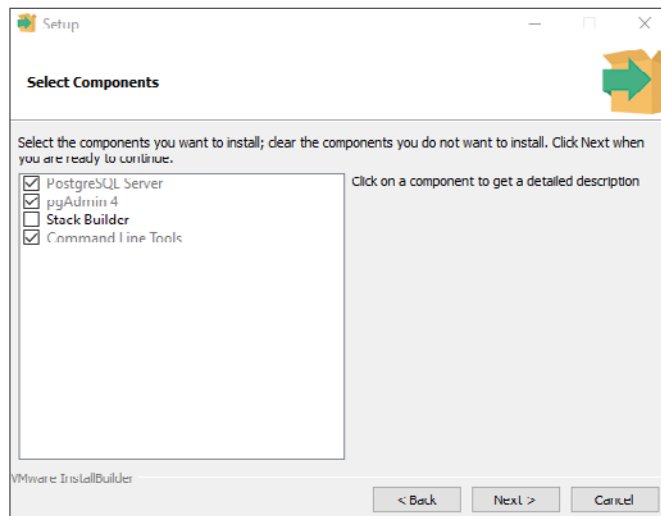 Setup
Select Components
Select the components you want to install; clear the components you do not want to install. Click Next when
you are ready to continue.
PostgreSQL Server
pgAdmin 4
Stack Builder
Command Line Tools
Click on a component to get a detailed description
VMware InstallBuilder
< Back
Next >
Cancel